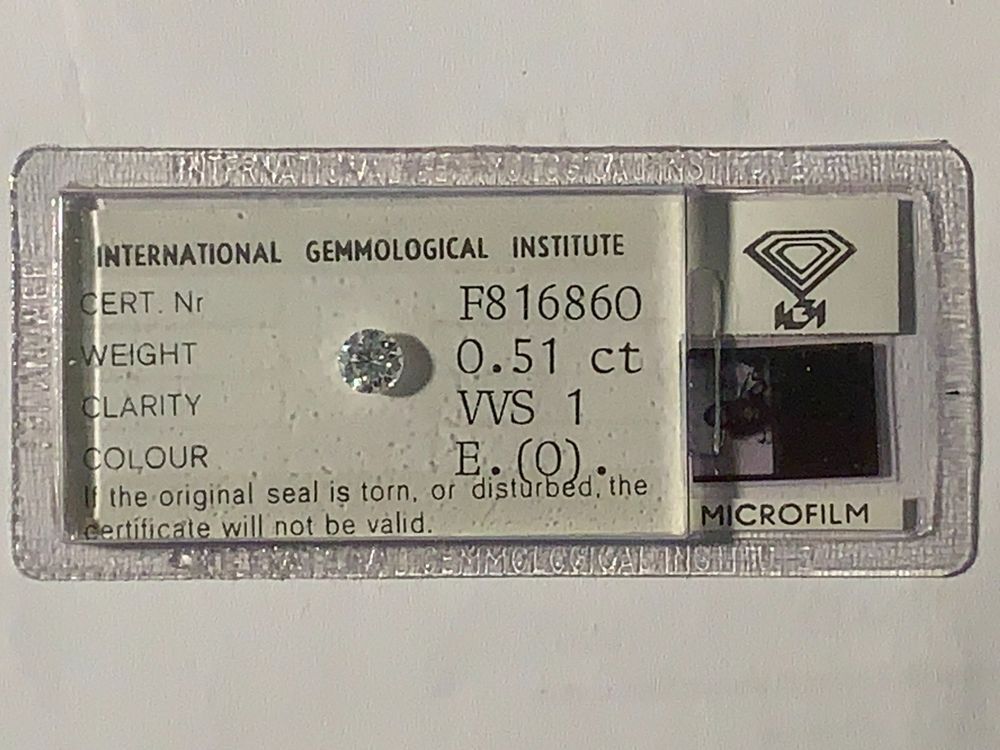 INTERNATIONAL GEMMOLOGICAL INSTITUTE
CERT. Nr F816860
WEIGHT 0.51 ct
CLARITY VVS 1
COLOUR E.(O).
If the original seal is torn, or disturbed, the
certificate will not be valid.
MICROFILM
GEMMOLOGICAL